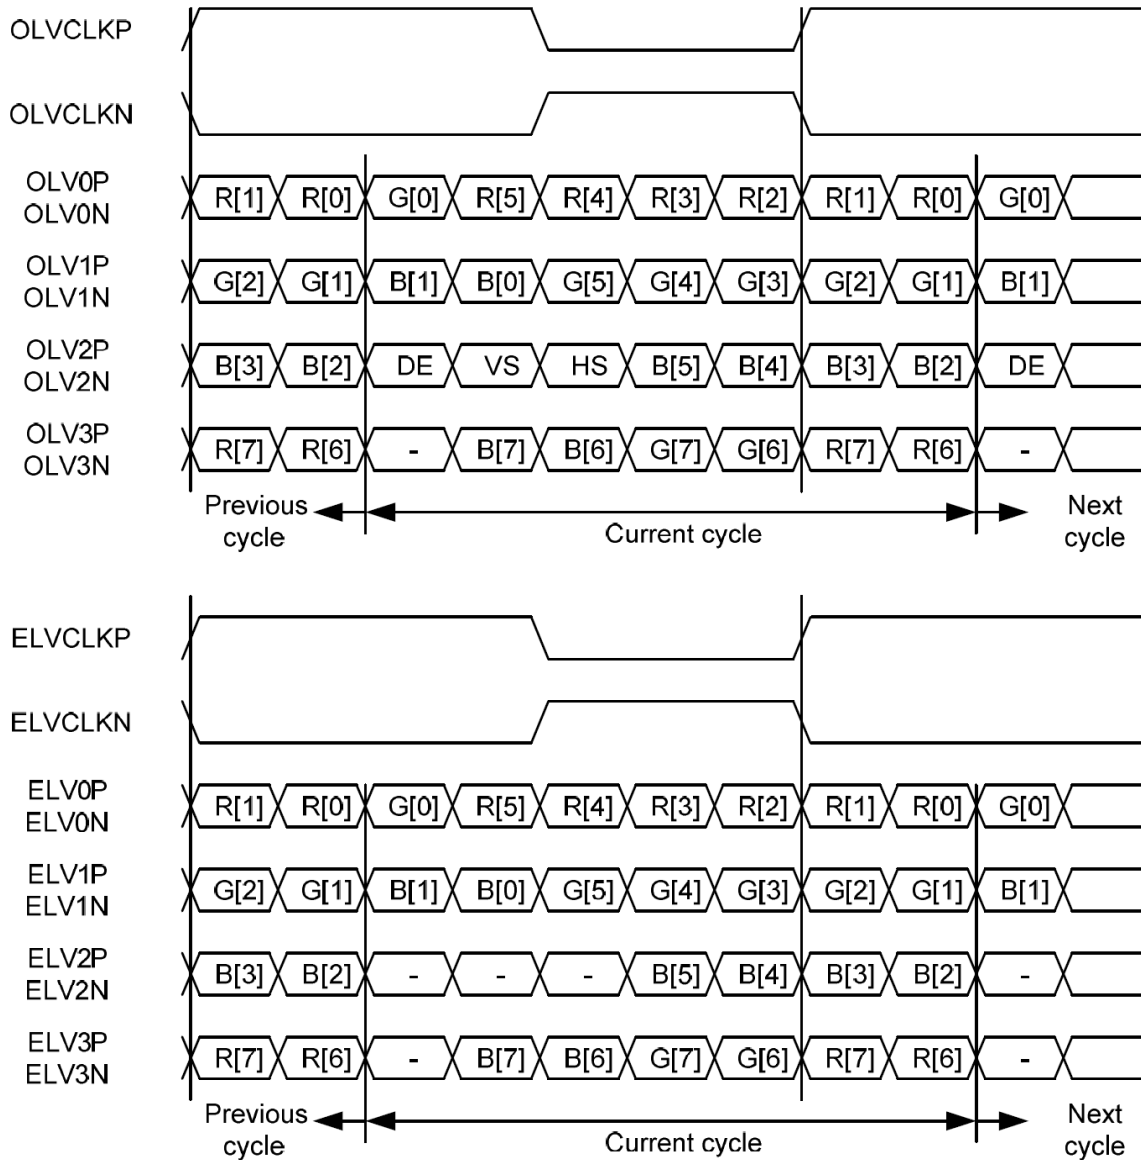 OLVCLKP
OLVCLKN
OLV0P
OLV0N
R[1] R[0] G[0] R[5] R[4] R[3] R[2] R[1] R[0] G[0]
OLV1P
OLV1N
G[2] G[1] B[1] B[0] G[5] G[4] G[3] G[2] G[1] B[1]
OLV2P
OLV2N
B[3] B[2] DE VS HS B[5] B[4] B[3] B[2] DE
OLV3P
OLV3N
R[7] R[6] - B[7] B[6] G[7] G[6] R[7] R[6] -
Previous
cycle
Current cycle
Next
cycle
ELVCLKP
ELVCLKN
ELV0P
ELV0N
R[1] R[0] G[0] R[5] R[4] R[3] R[2] R[1] R[0] G[0]
ELV1P
ELV1N
G[2] G[1] B[1] B[0] G[5] G[4] G[3] G[2] G[1] B[1]
ELV2P
ELV2N
B[3] B[2] - - - B[5] B[4] B[3] B[2] -
ELV3P
ELV3N
R[7] R[6] - B[7] B[6] G[7] G[6] R[7] R[6] -
Previous
cycle
Current cycle
Next
cycle